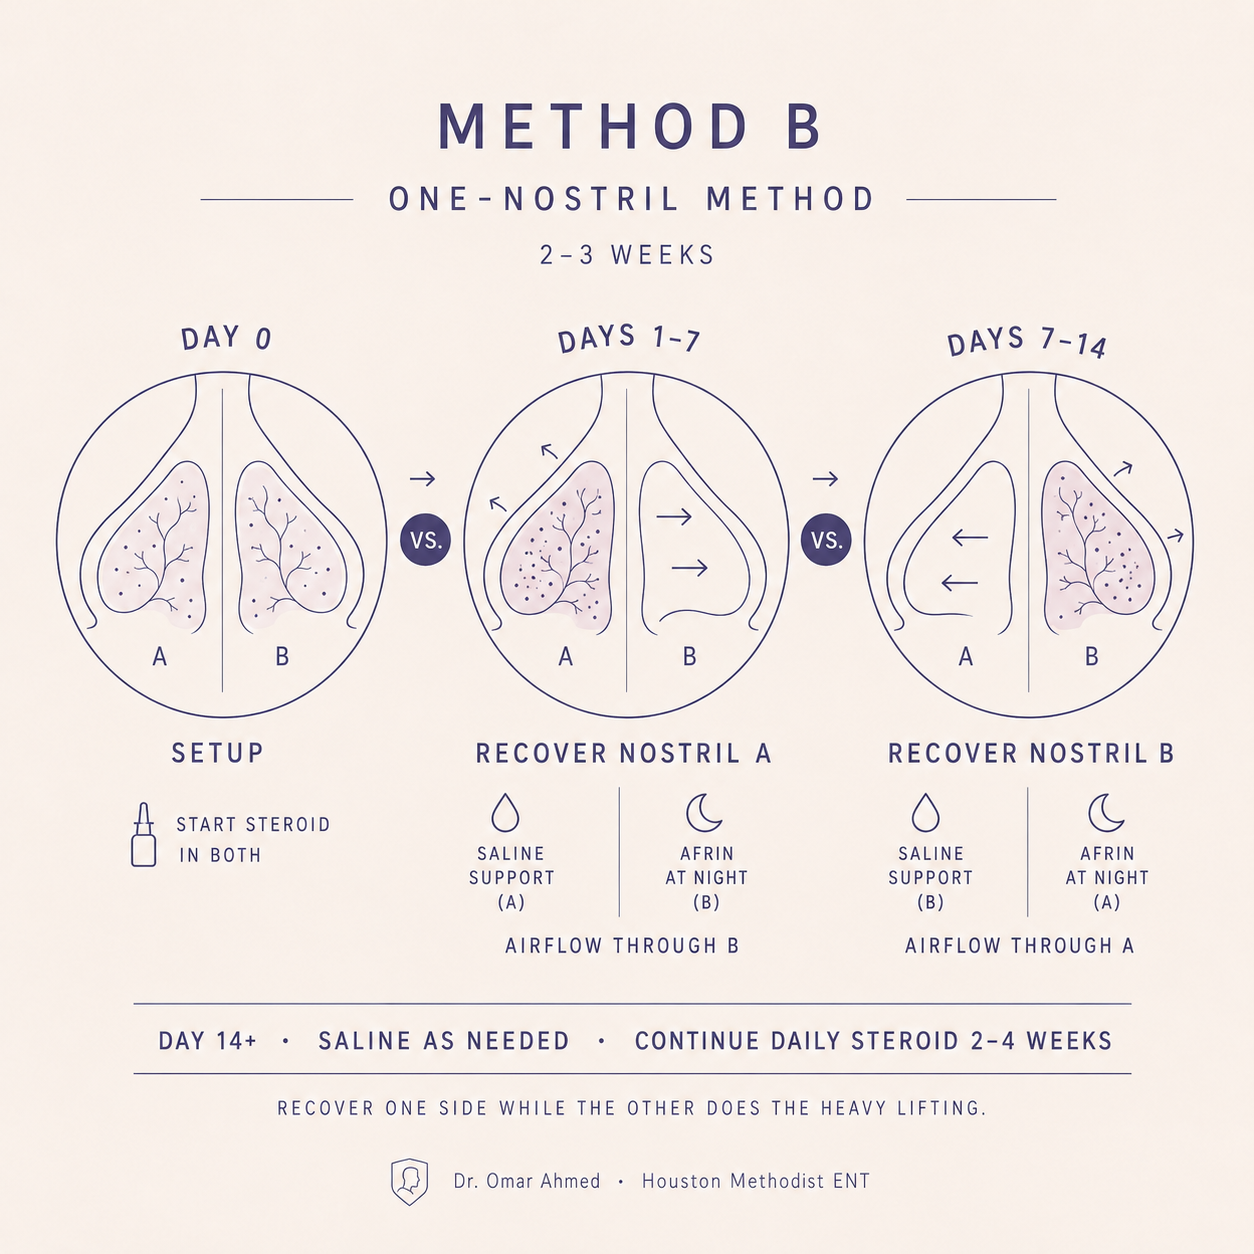 METHOD B
ONE-NOSTRIL METHOD
2–3 WEEKS
DAY 0
DAYS 1–7
DAYS 7–14
VS.
VS.
A
B
A
B
A
B
SETUP
START STEROID
IN BOTH
RECOVER NOSTRIL A
SALINE
SUPPORT
(A)
AFRIN
AT NIGHT
(B)
AIRFLOW THROUGH B
RECOVER NOSTRIL B
SALINE
SUPPORT
(B)
AFRIN
AT NIGHT
(A)
AIRFLOW THROUGH A
DAY 14+ • SALINE AS NEEDED • CONTINUE DAILY STEROID 2–4 WEEKS
RECOVER ONE SIDE WHILE THE OTHER DOES THE HEAVY LIFTING.
Dr. Omar Ahmed • Houston Methodist ENT